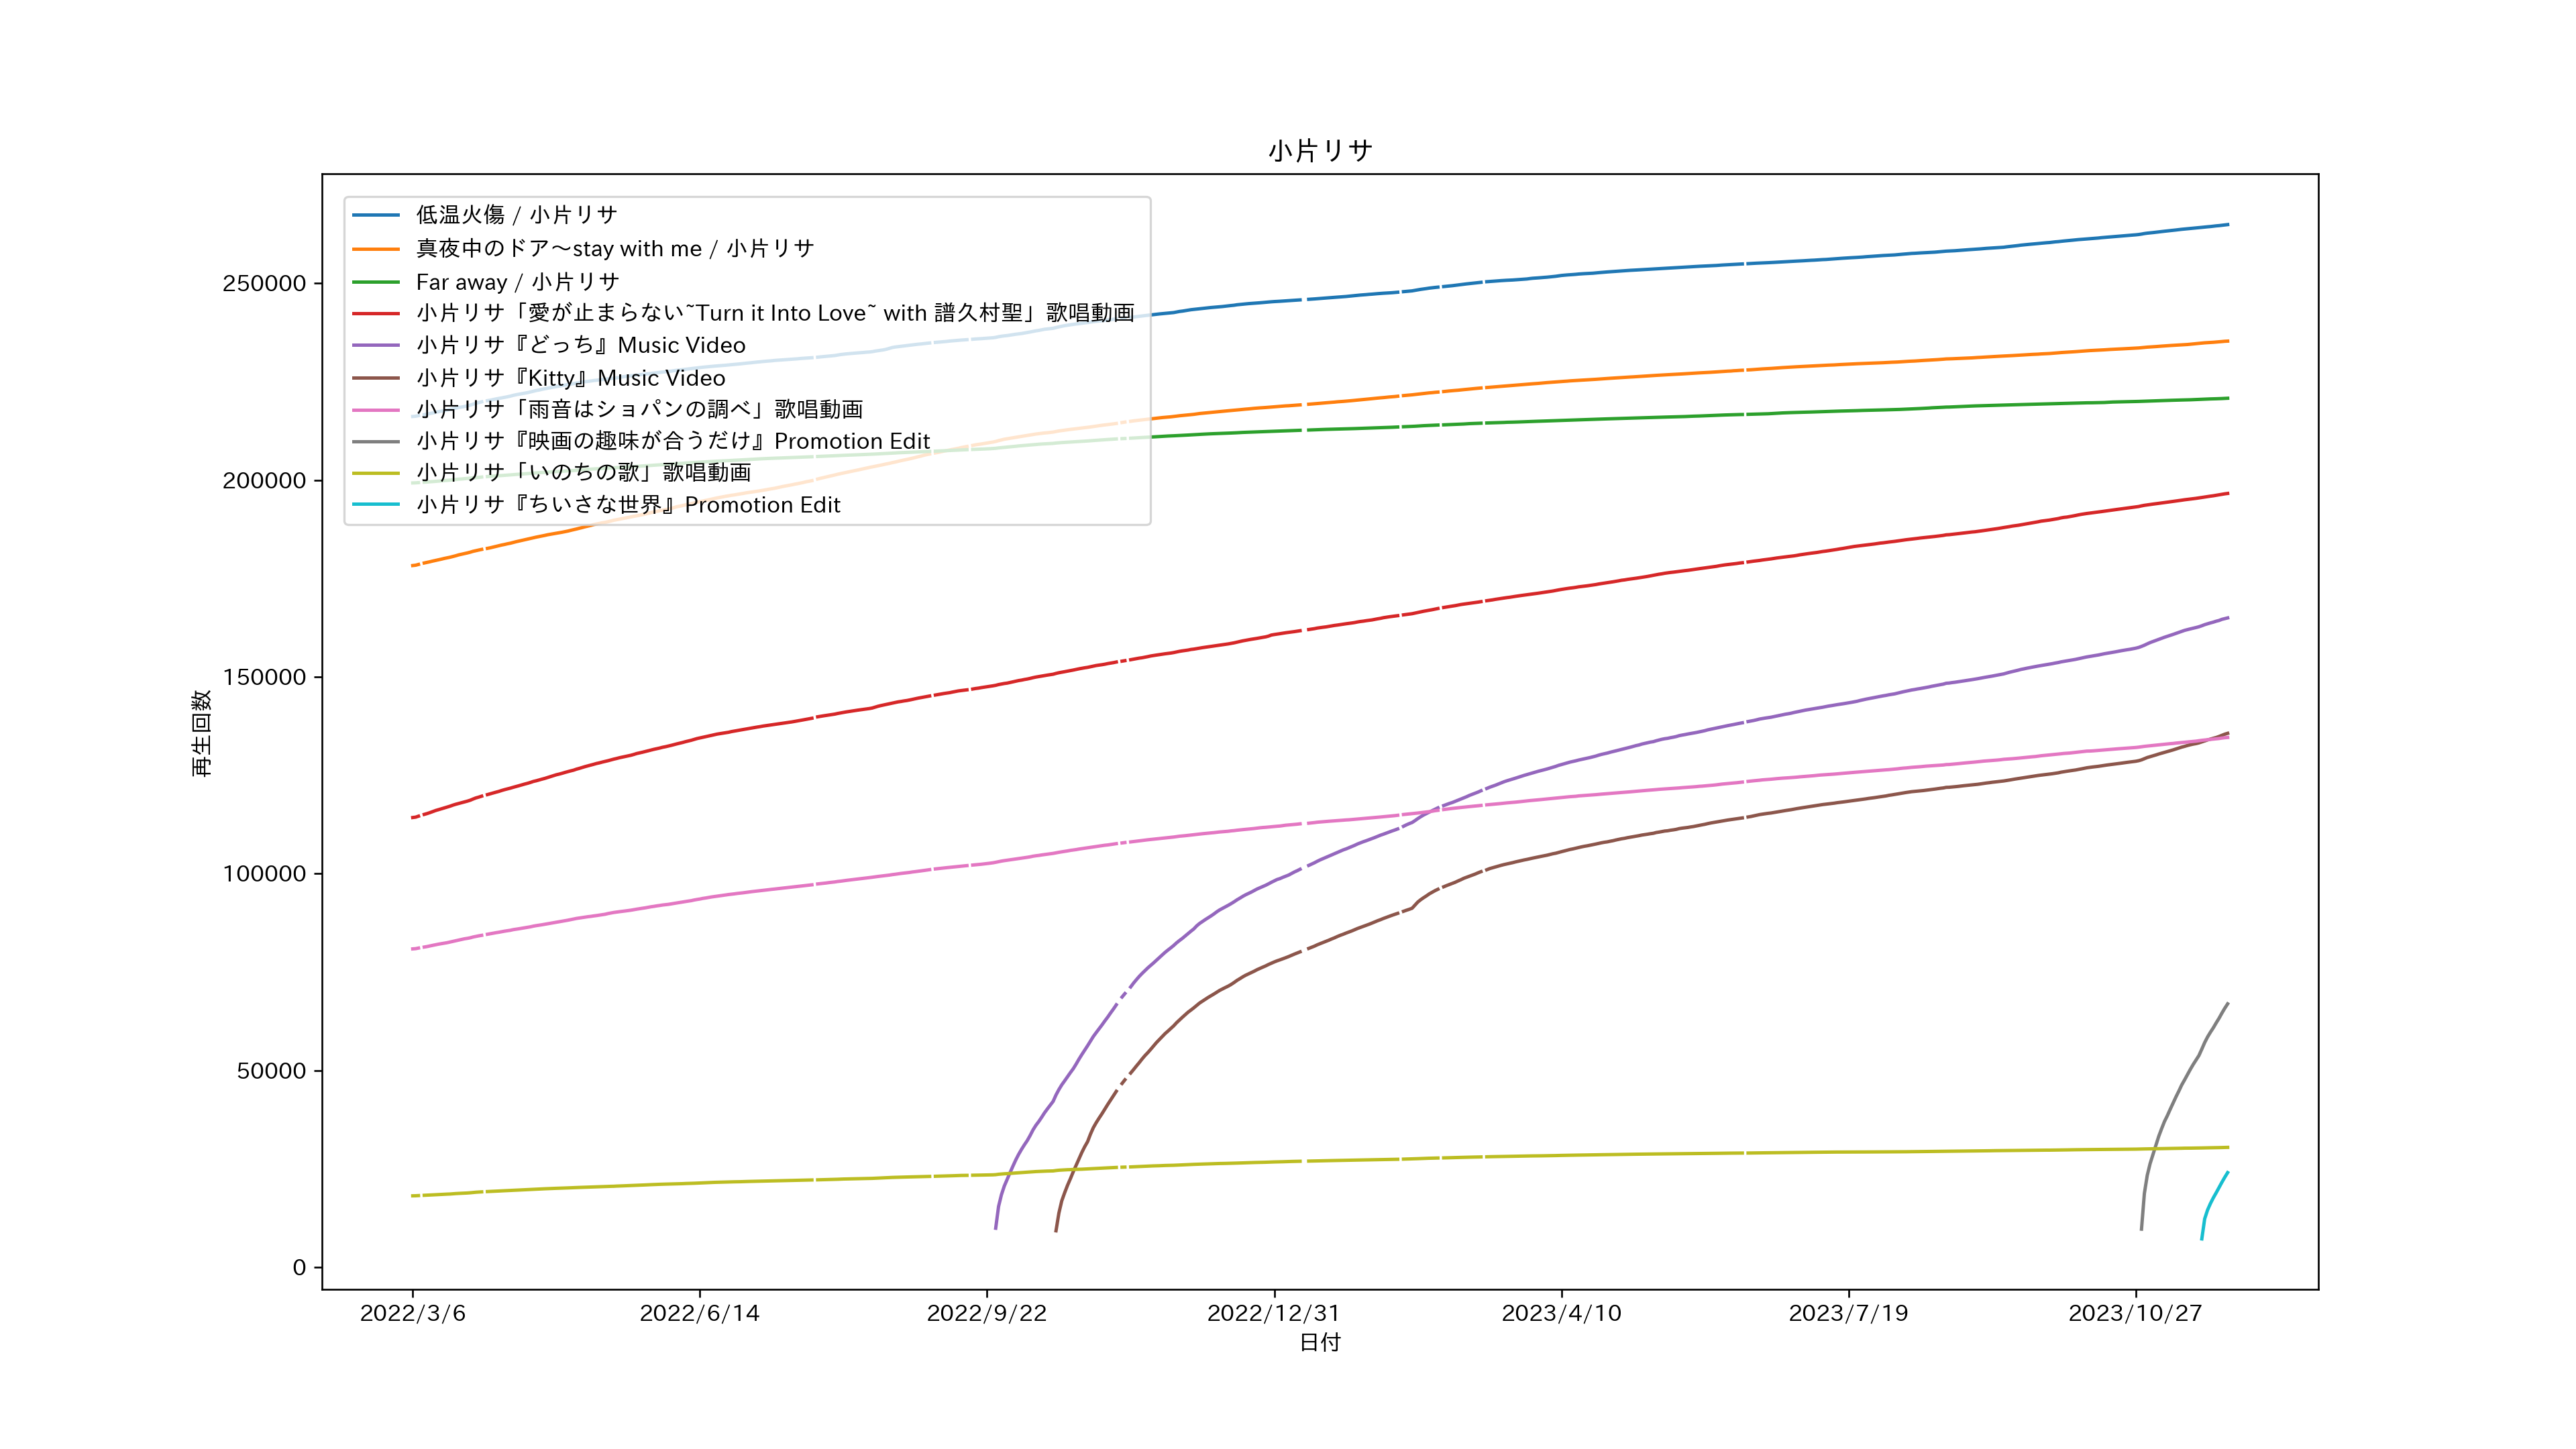 小片リサ
低温火傷 / 小片リサ
真夜中のドア～stay with me / 小片リサ
Far away / 小片リサ
小片リサ「愛が止まらない~Turn it Into Love~ with 譜久村聖」歌唱動画
小片リサ『どっち』Music Video
小片リサ『Kitty』Music Video
小片リサ「雨音はショパンの調べ」歌唱動画
小片リサ『映画の趣味が合うだけ』Promotion Edit
小片リサ「いのちの歌」歌唱動画
小片リサ『ちいさな世界』Promotion Edit
再生回数
250000
200000
150000
100000
50000
0
2022/3/6
2022/6/14
2022/9/22
2022/12/31
2023/4/10
2023/7/19
2023/10/27
日付